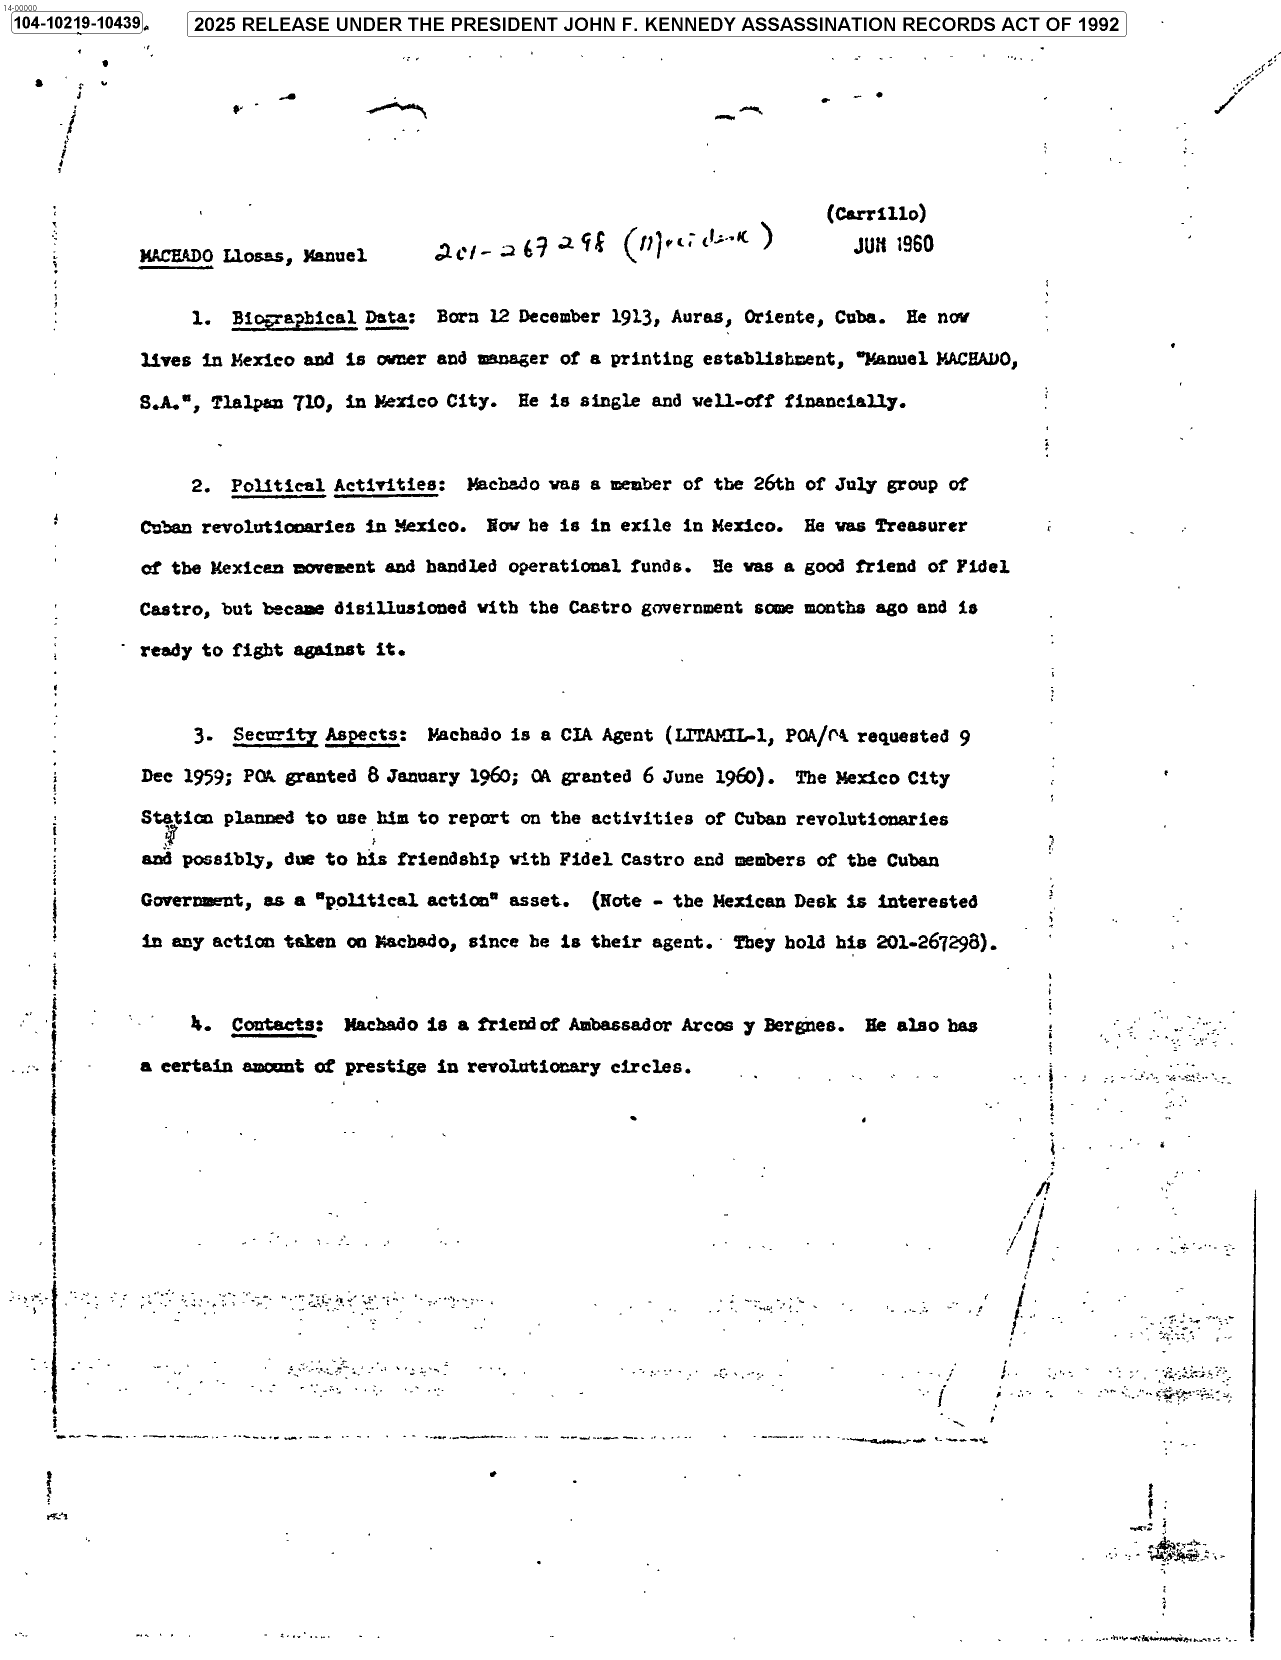 14-00000
104-10219-10439
2025 RELEASE UNDER THE PRESIDENT JOHN F. KENNEDY ASSASSINATION RECORDS ACT OF 1992
(Carrillo)
MACHADO Llosas, Manuel 201-267298 ( ) JUN 1960
1. Biographical Data: Born 12 December 1913, Auras, Oriente, Cuba. He now
lives in Mexico and is owner and manager of a printing establishment, "Manuel MACHADO,
S.A.", Tlalpan 710, in Mexico City. He is single and well-off financially.
2. Political Activities: Machado was a member of the 26th of July group of
Cuban revolutionaries in Mexico. Now he is in exile in Mexico. He was Treasurer
of the Mexican movement and handled operational funds. He was a good friend of Fidel
Castro, but became disillusioned with the Castro government some months ago and is
ready to fight against it.
3. Security Aspects: Machado is a CIA Agent (LITAMIL-1, POA/OA requested 9
Dec 1959; POA granted 8 January 1960; OA granted 6 June 1960). The Mexico City
Station planned to use him to report on the activities of Cuban revolutionaries
and possibly, due to his friendship with Fidel Castro and members of the Cuban
Government, as a "political action" asset. (Note - the Mexican Desk is interested
in any action taken on Machado, since he is their agent. They hold his 201-267298).
4. Contacts: Machado is a friend of Ambassador Arcos y Bergnes. He also has
a certain amount of prestige in revolutionary circles.